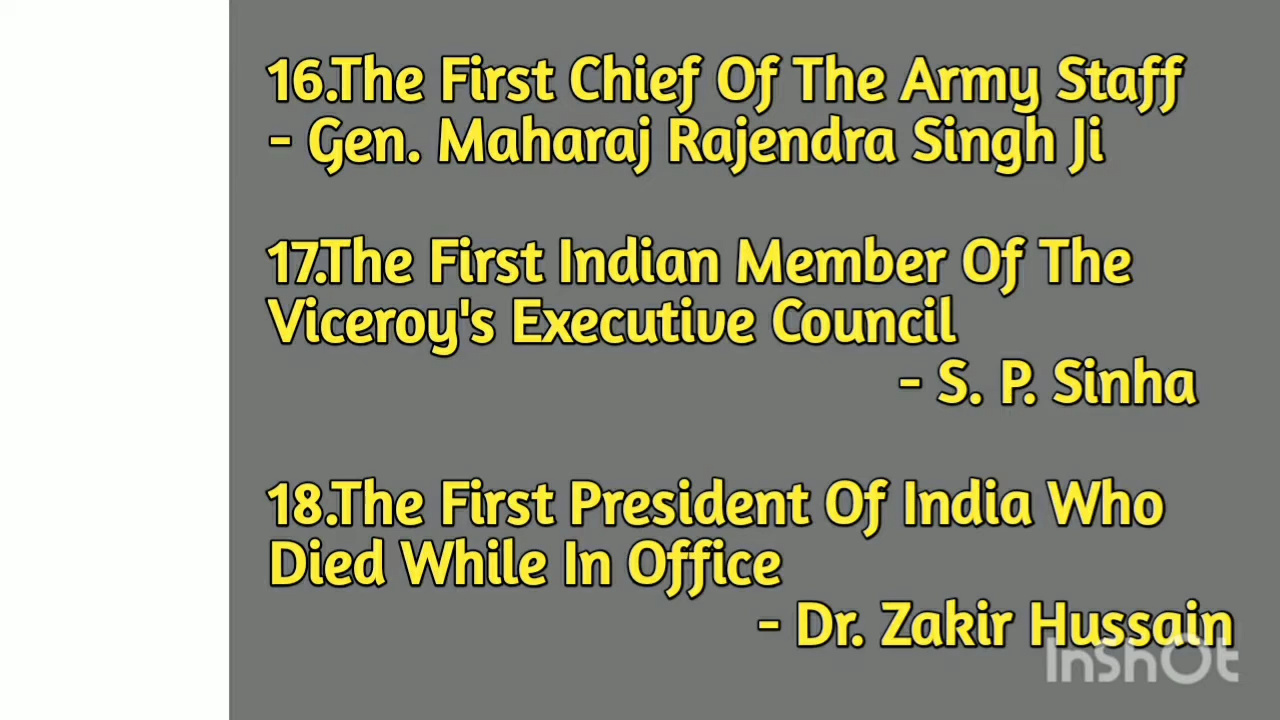 16.The First Chief Of The Army Staff
- Gen. Maharaj Rajendra Singh Ji
17.The First Indian Member Of The
Viceroy's Executive Council
- S. P. Sinha
18.The First President Of India Who
Died While In Office
- Dr. Zakir Hussain
InShOt